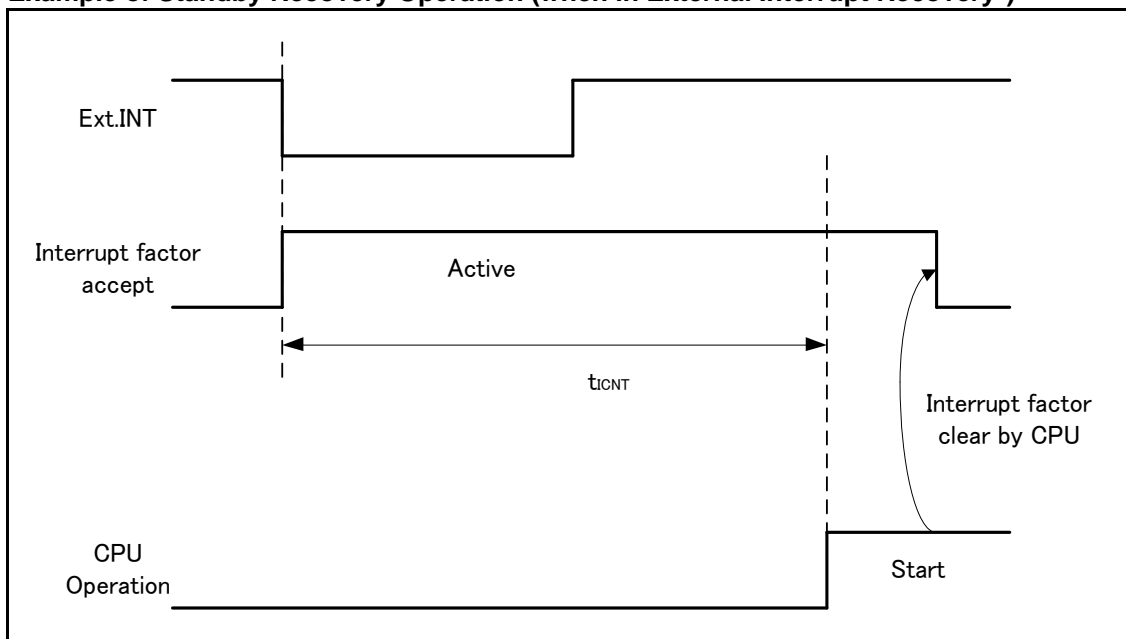 Example of Standby Recovery Operation (when in External Interrupt Recovery*)
Ext.INT
Interrupt factor
accept
Active
tICNT
Interrupt factor
clear by CPU
CPU
Operation
Start